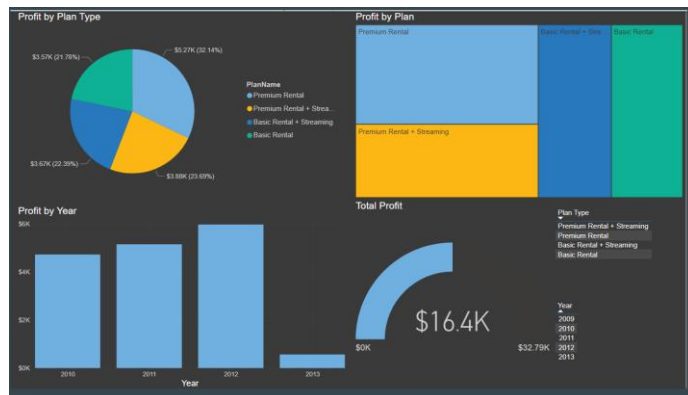 Profit by Plan Type
$5.27K (32.14%)
$3.57K (21.78%)
$3.67K (22.39%)
$3.88K (23.69%)
PlanName
Premium Rental
Premium Rental + Strea...
Basic Rental + Streaming
Basic Rental
Profit by Plan
Premium Rental
Basic Rental + Stre...
Basic Rental
Premium Rental + Streaming
Profit by Year
$6K
$4K
$2K
$0K
2010
2011
2012
2013
Year
Total Profit
$16.4K
$0K
$32.79K
Plan Type
Premium Rental + Streaming
Premium Rental
Basic Rental + Streaming
Basic Rental
Year
2009
2010
2011
2012
2013